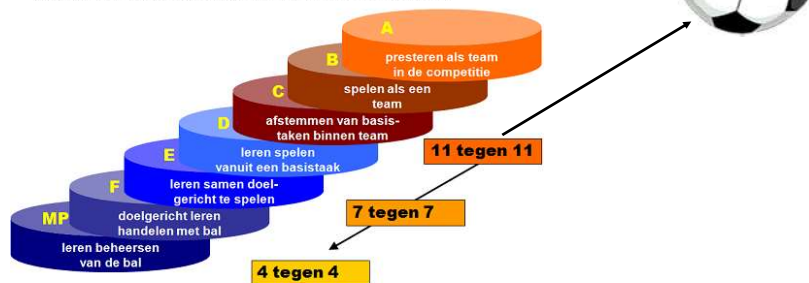 A
presteren als team
in de competitie
B
spelen als een
team
C
afstemmen van basis-
taken binnen team
D
leren spelen
vanuit een basistaak
E
leren samen doel-
gericht te spelen
F
doelgericht leren
handelen met bal
MP
leren beheersen
van de bal
11 tegen 11
7 tegen 7
4 tegen 4